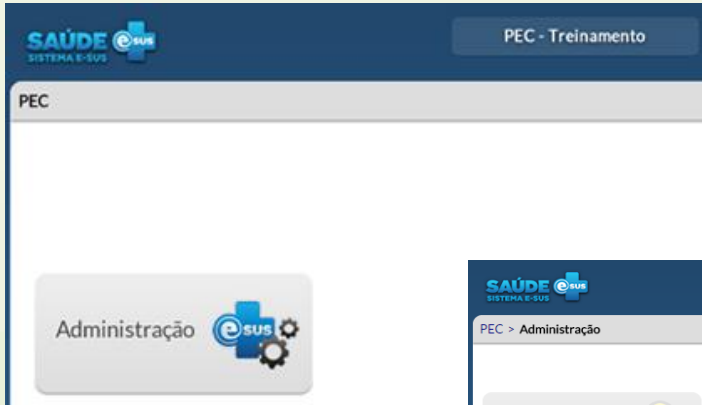 SAÚDE e sus
SISTEMA E-SUS
PEC - Treinamento
PEC
Administração e sus
SAÚDE e sus
SISTEMA E-SUS
PEC > Administração